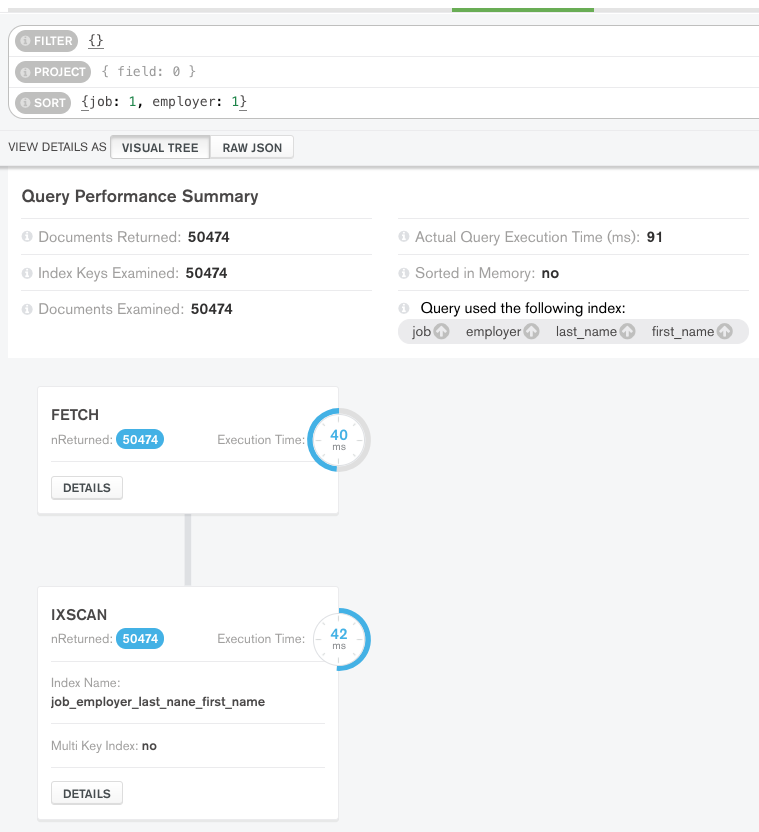 FILTER {}
PROJECT { field: 0 }
SORT {job: 1, employer: 1}
VIEW DETAILS AS VISUAL TREE RAW JSON
Query Performance Summary
Documents Returned: 50474
Index Keys Examined: 50474
Documents Examined: 50474
Actual Query Execution Time (ms): 91
Sorted in Memory: no
Query used the following index:
job employer last_name first_name
FETCH
nReturned: 50474 Execution Time: 40 ms
DETAILS
IXSCAN
nReturned: 50474 Execution Time: 42 ms
Index Name:
job_employer_last_nane_first_name
Multi Key Index: no
DETAILS